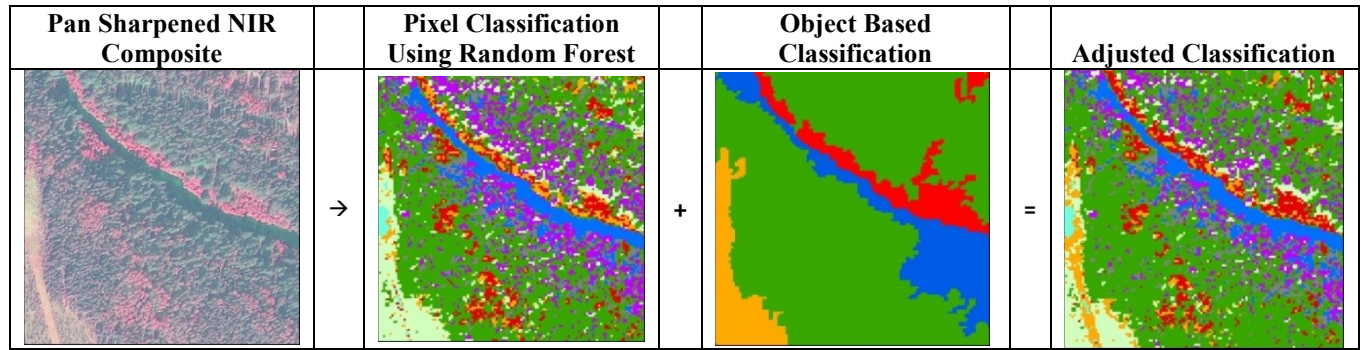 Pan Sharpened NIR
Composite
Pixel Classification
Using Random Forest
Object Based
Classification
Adjusted Classification
→
+
=